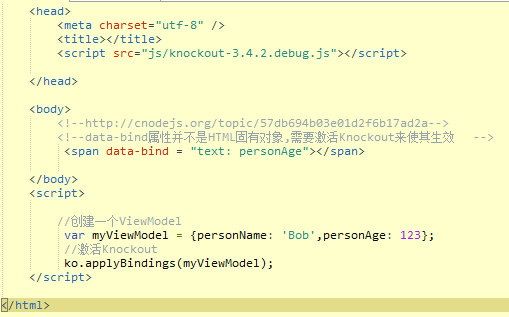 <head>
<meta charset="utf-8" />
<title></title>
<script src="js/knockout-3.4.2.debug.js"></script>
</head>
<body>
<!--http://cnodejs.org/topic/57db694b03e01d2f6b17ad2a-->
<!--data-bind属性并不是HTML固有对象,需要激活Knockout来使其生效   -->
<span data-bind = "text: personAge"></span>
</body>
<script>
//创建一个ViewModel
var myViewModel = {personName: 'Bob',personAge: 123};
//激活Knockout
ko.applyBindings(myViewModel);
</script>
</html>